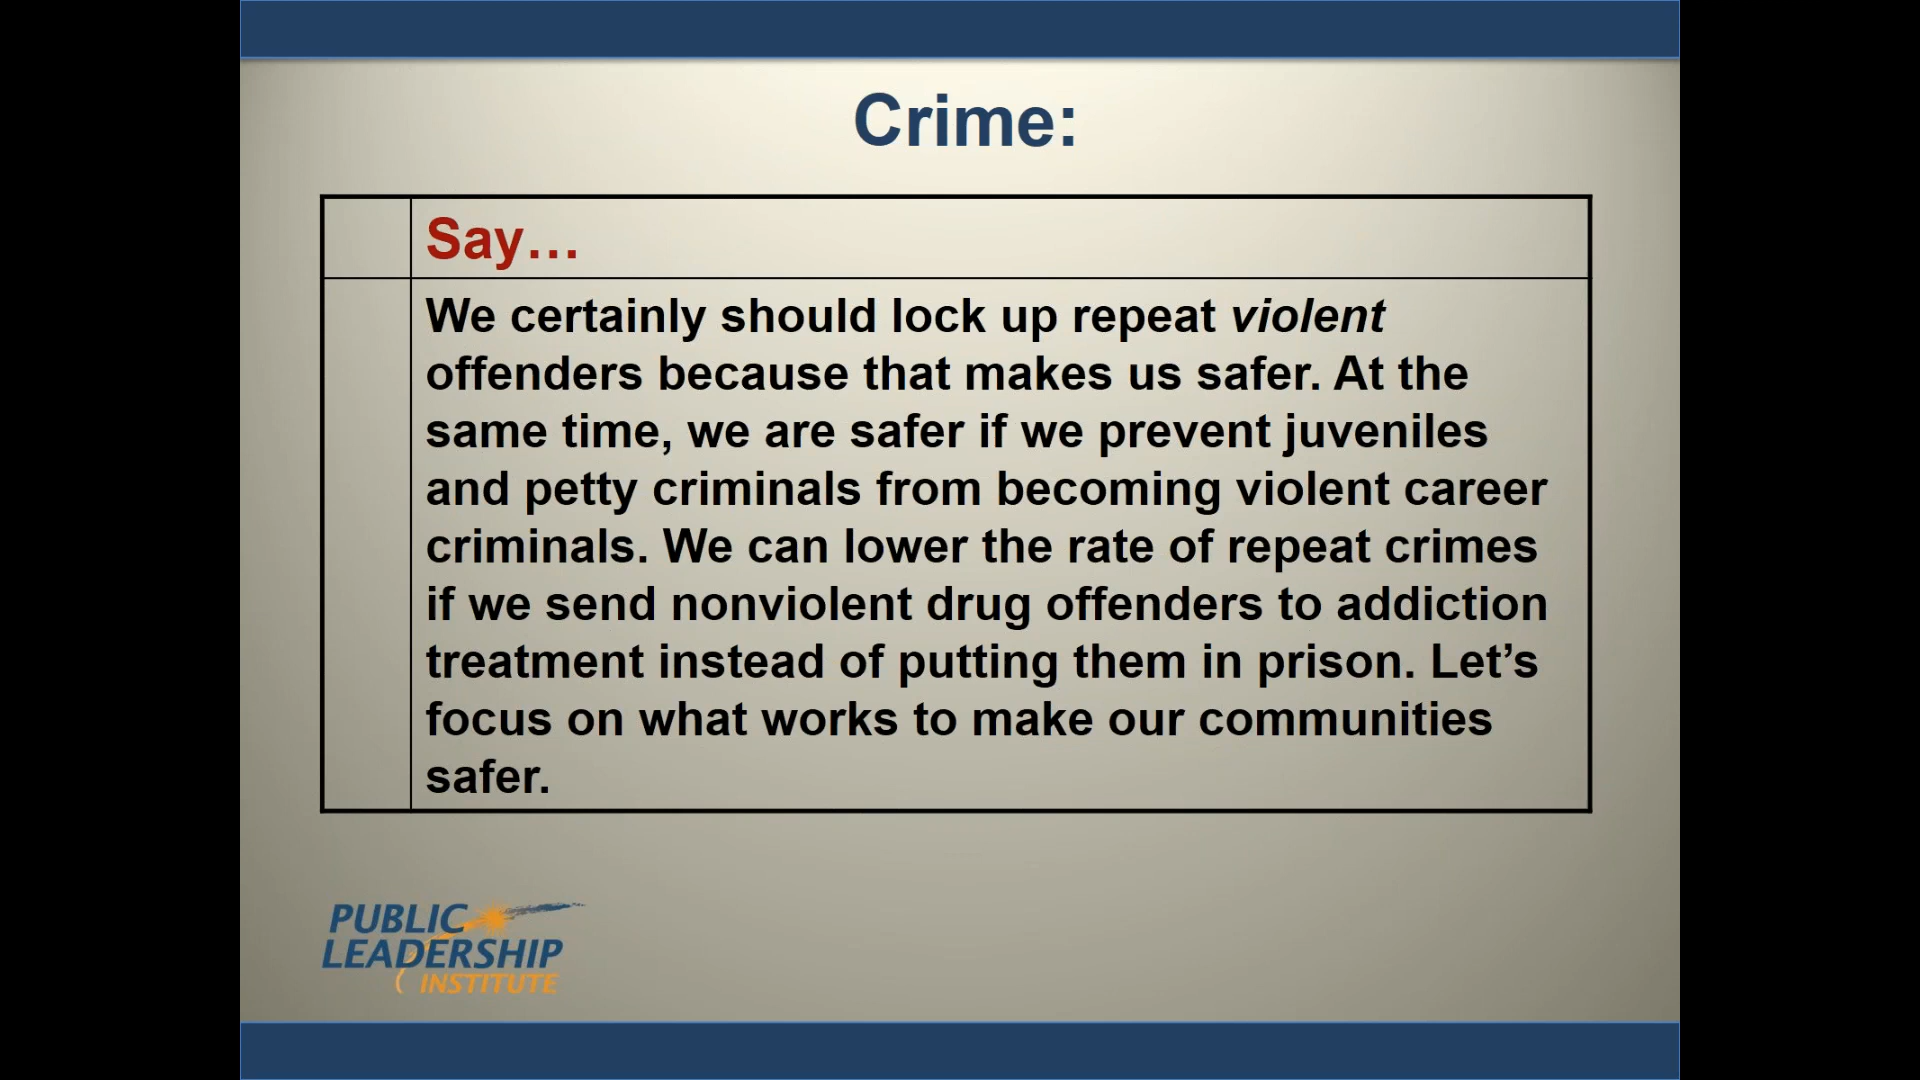 Crime:
Say…
We certainly should lock up repeat violent
offenders because that makes us safer. At the
same time, we are safer if we prevent juveniles
and petty criminals from becoming violent career
criminals. We can lower the rate of repeat crimes
if we send nonviolent drug offenders to addiction
treatment instead of putting them in prison. Let’s
focus on what works to make our communities
safer.
PUBLIC
LEADERSHIP
INSTITUTE